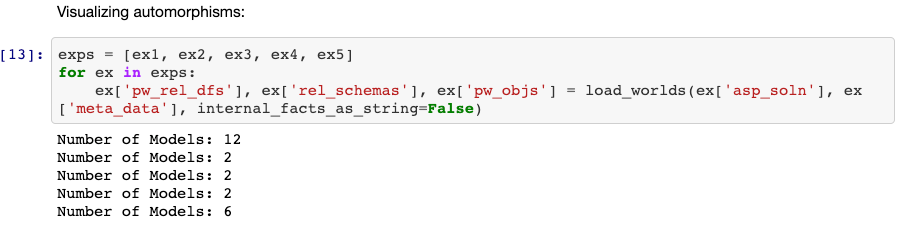 Visualizing automorphisms:
[13]: exps = [ex1, ex2, ex3, ex4, ex5]
for ex in exps:
    ex['pw_rel_dfs'], ex['rel_schemas'], ex['pw_objs'] = load_worlds(ex['asp_soln'], ex
['meta_data'], internal_facts_as_string=False)
Number of Models: 12
Number of Models: 2
Number of Models: 2
Number of Models: 2
Number of Models: 6